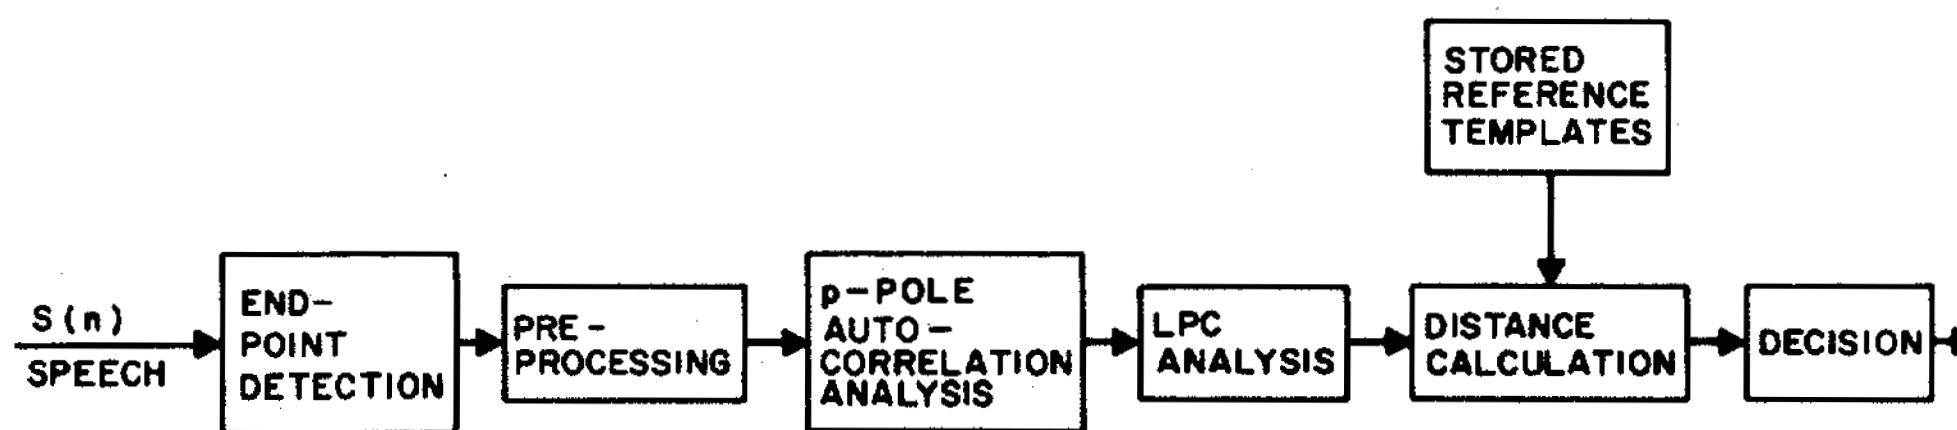 STORED
REFERENCE
TEMPLATES
S(n)
SPEECH
END-
POINT
DETECTION
PRE-
PROCESSING
p-POLE
AUTO-
CORRELATION
ANALYSIS
LPC
ANALYSIS
DISTANCE
CALCULATION
DECISION